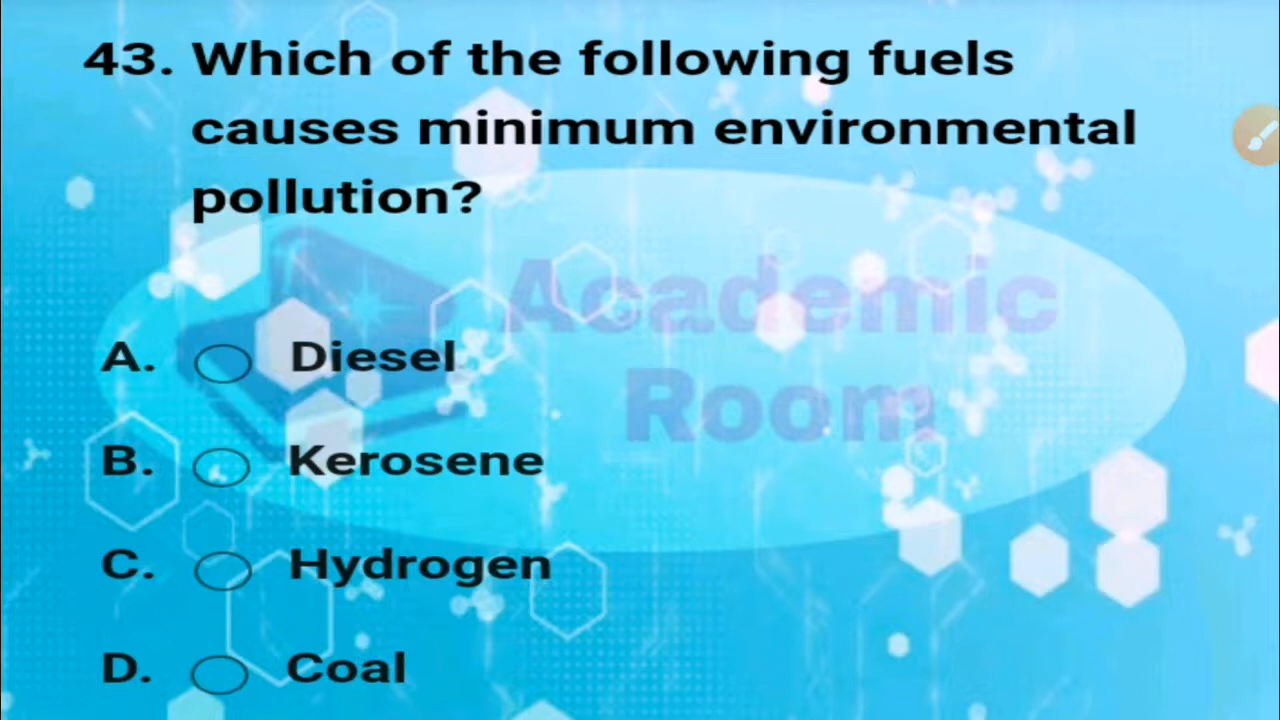 43. Which of the following fuels
causes minimum environmental
pollution?
Academic
Room
A. Diesel
B. Kerosene
C. Hydrogen
D. Coal